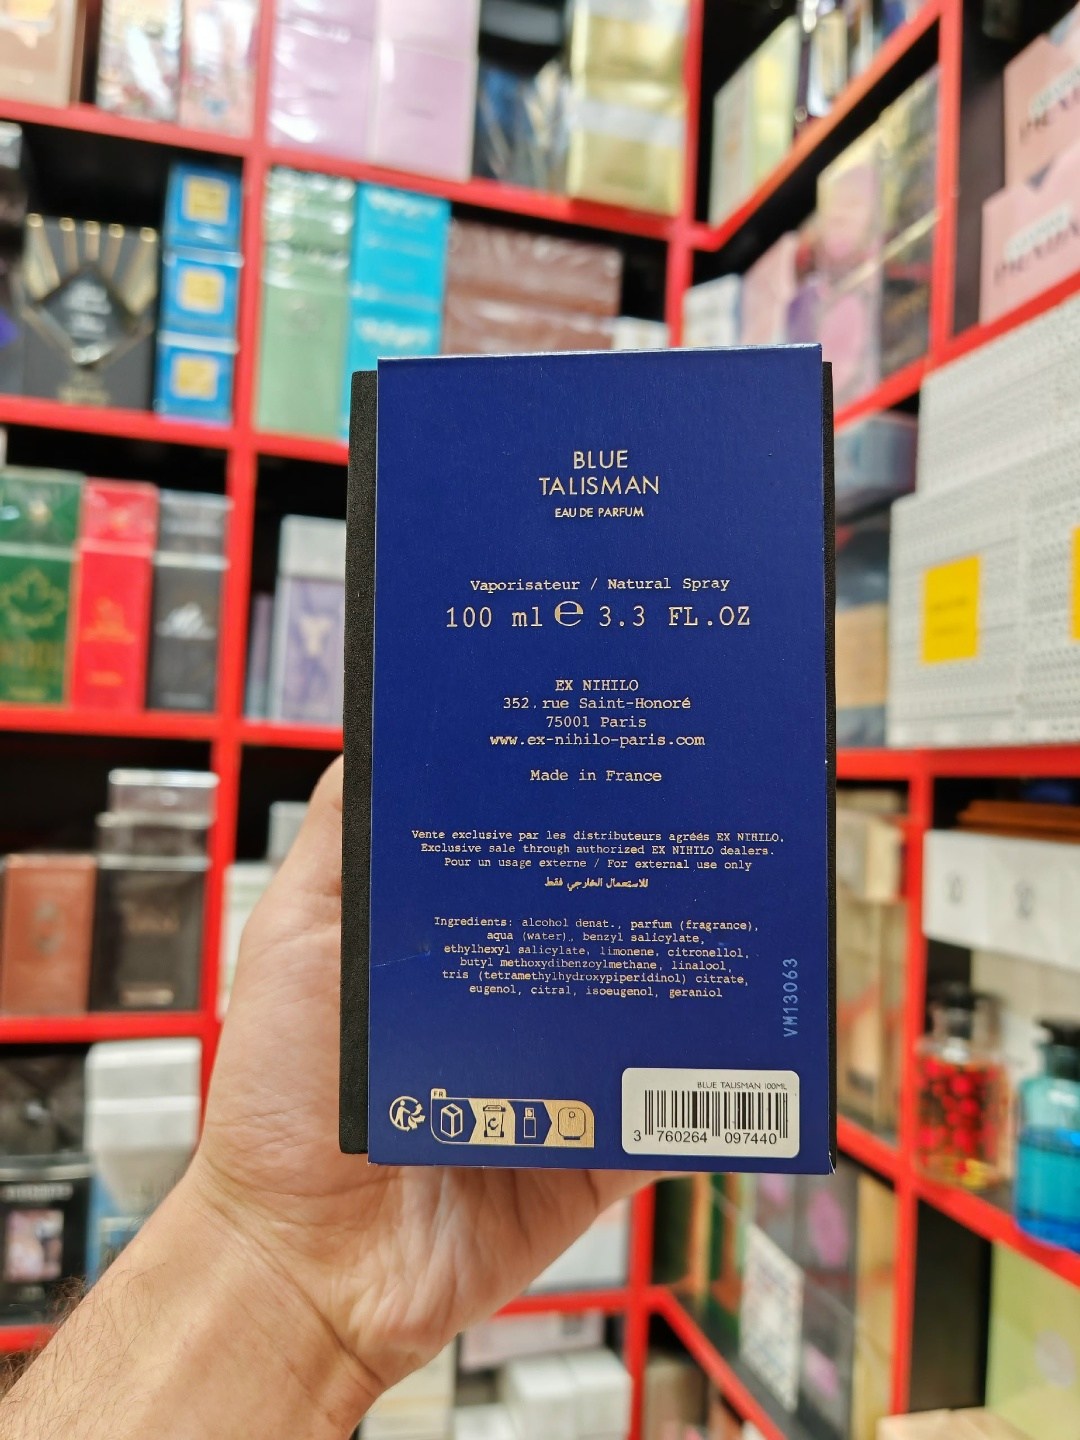 BLUE
TALISMAN
EAU DE PARFUM
Vaporisateur / Natural Spray
100 ml ℮ 3.3 FL.OZ
EX NIHILO
352, rue Saint-Honoré
75001 Paris
www.ex-nihilo-paris.com
Made in France
Vente exclusive par les distributeurs agréés EX NIHILO.
Exclusive sale through authorized EX NIHILO dealers.
Pour un usage externe / For external use only
للاستعمال الخارجي فقط
Ingredients: alcohol denat., parfum (fragrance),
aqua (water), benzyl salicylate,
ethylhexyl salicylate, limonene, citronellol,
butyl methoxydibenzoylmethane, linalool,
tris (tetramethylhydroxypiperidinol) citrate,
eugenol, citral, isoeugenol, geraniol
VM13063
FR
BLUE TALISMAN 100ML
3 760264 097440